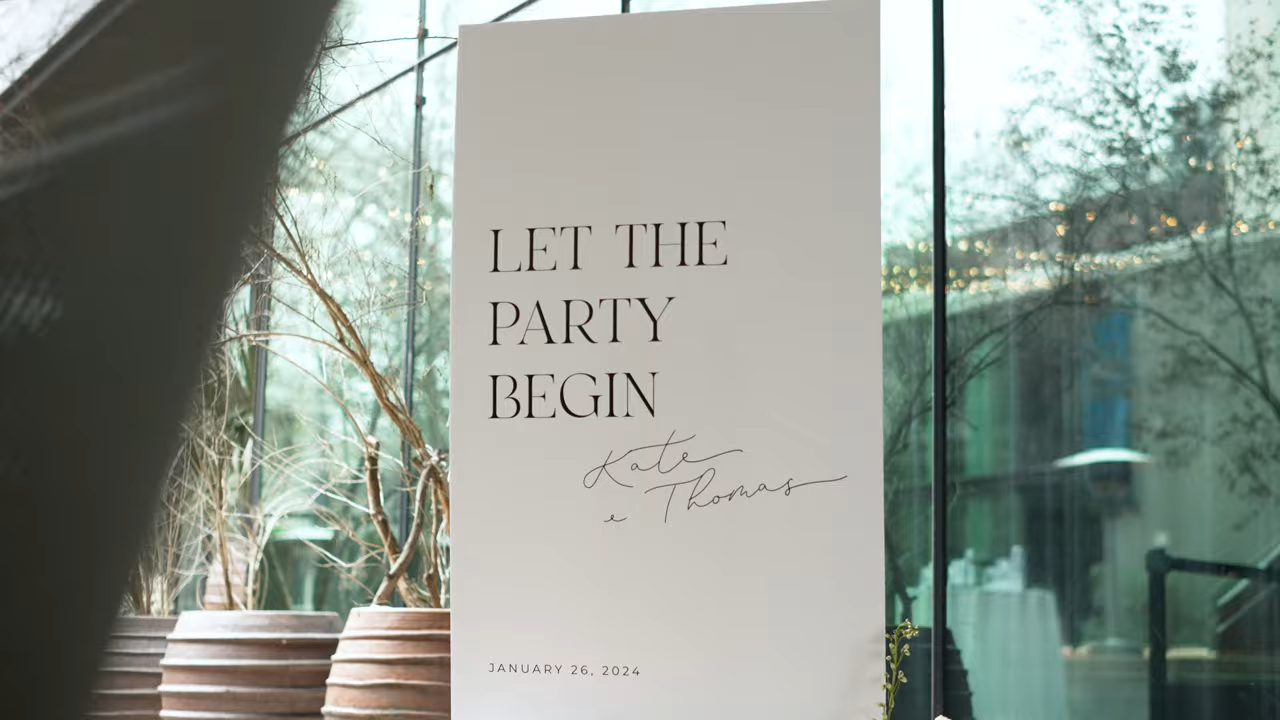 LET THE
PARTY
BEGIN
Kate
e Thomas
JANUARY 26, 2024